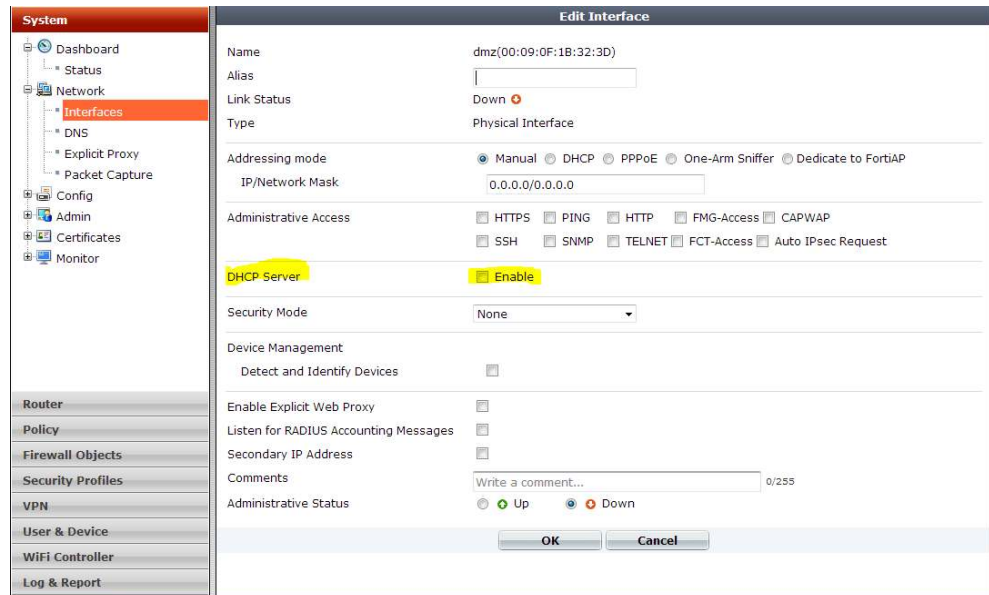 System
Dashboard
Status
Network
Interfaces
DNS
Explicit Proxy
Packet Capture
Config
Admin
Certificates
Monitor
Router
Policy
Firewall Objects
Security Profiles
VPN
User & Device
WiFi Controller
Log & Report
Edit Interface
Name dmz(00:09:0F:1B:32:3D)
Alias
Link Status Down
Type Physical Interface
Addressing mode Manual DHCP PPPoE One-Arm Sniffer Dedicate to FortiAP
IP/Network Mask 0.0.0.0/0.0.0.0
Administrative Access HTTPS PING HTTP FMG-Access CAPWAP
SSH SNMP TELNET FCT-Access Auto IPsec Request
DHCP Server Enable
Security Mode None
Device Management
Detect and Identify Devices
Enable Explicit Web Proxy
Listen for RADIUS Accounting Messages
Secondary IP Address
Comments Write a comment... 0/255
Administrative Status Up Down
OK Cancel